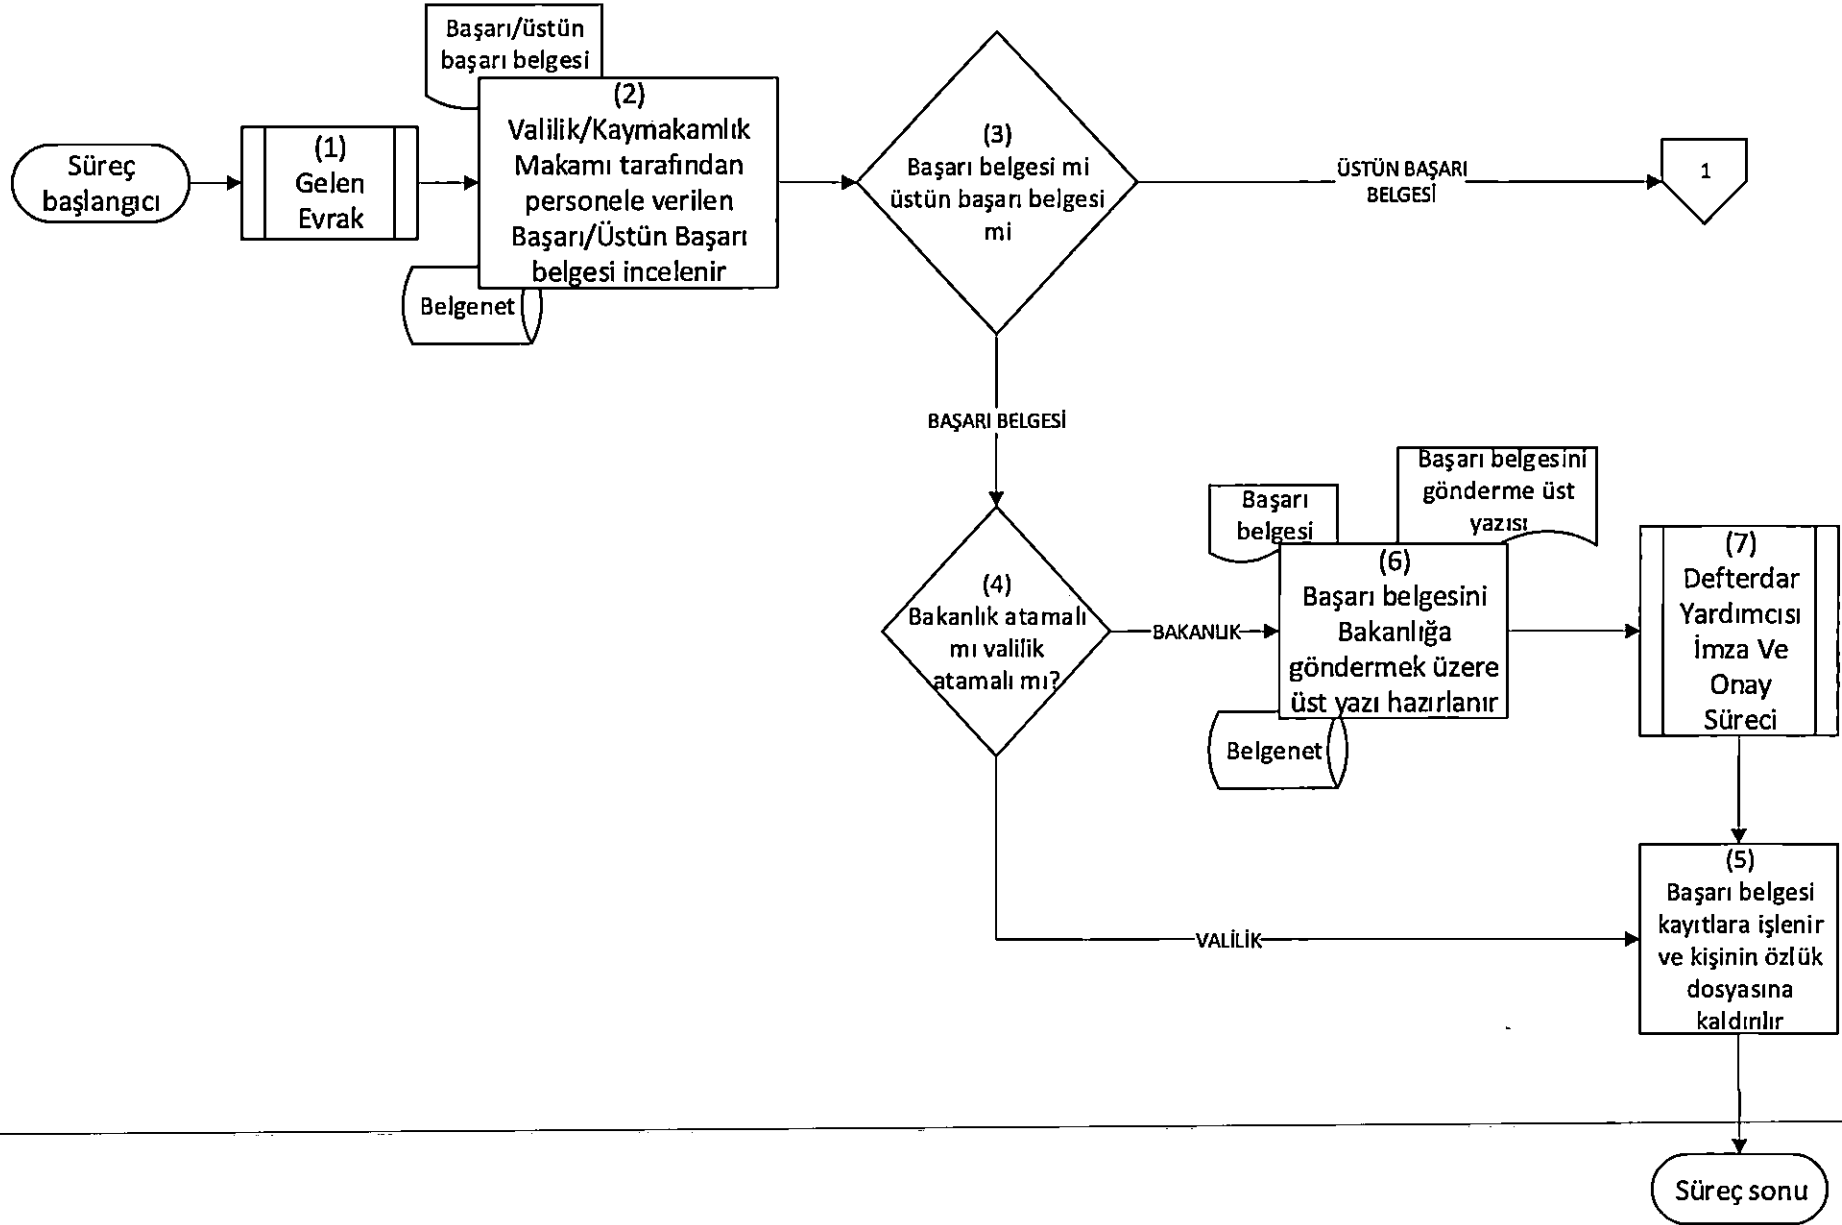 Başarı/üstün
başarı belgesi
Süreç
başlangıcı
(1)
Gelen
Evrak
(2)
Valilik/Kaymakamlık
Makamı tarafından
personele verilen
Başarı/Üstün Başarı
belgesi incelenir
Belgenet
(3)
Başarı belgesi mi
üstün başarı belgesi
mi
ÜSTÜN BAŞARI
BELGESİ
1
BAŞARI BELGESİ
(4)
Bakanlık atamalı
mı valilik
atamalı mı?
BAKANLIK
Başarı
belgesi
Başarı belgesini
gönderme üst
yazısı
(6)
Başarı belgesini
Bakanlığa
göndermek üzere
üst yazı hazırlanır
Belgenet
(7)
Defterdar
Yardımcısı
İmza Ve
Onay
Süreci
VALİLİK
(5)
Başarı belgesi
kayıtlara işlenir
ve kişinin özlük
dosyasına
kaldırılır
Süreç sonu